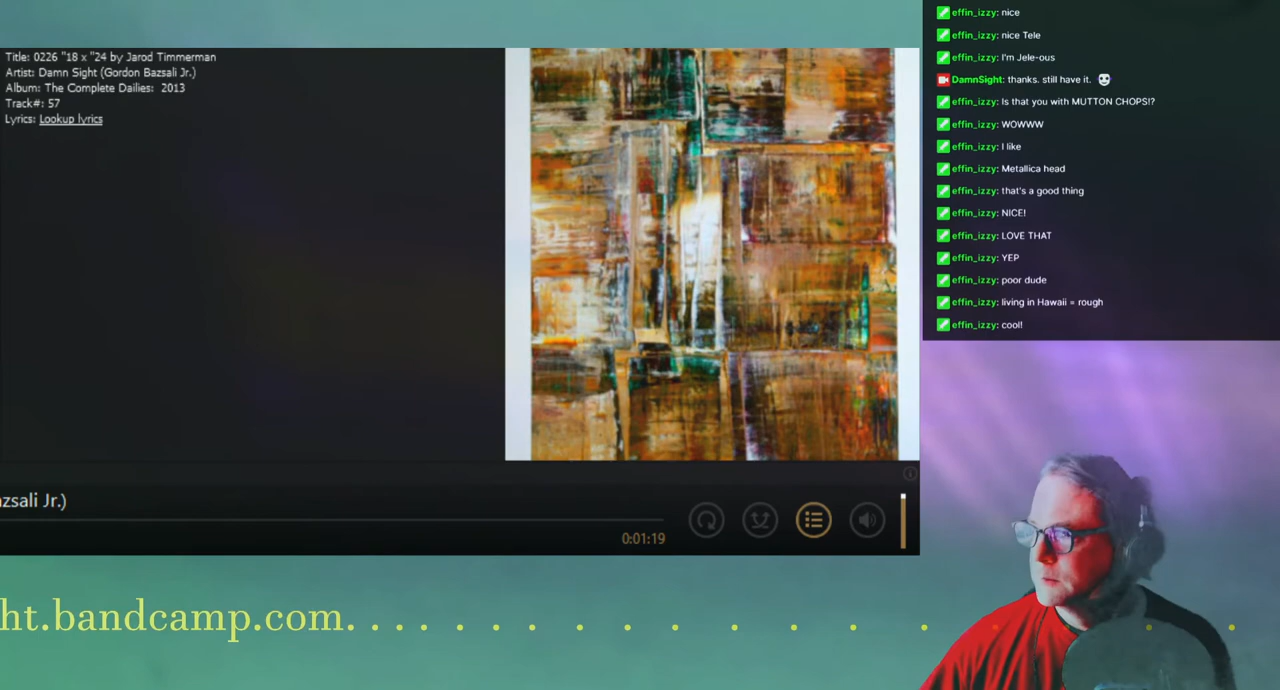 Title: 0226 "18 x "24 by Jarod Timmerman
Artist: Damn Sight (Gordon Bazsali Jr.)
Album: The Complete Dailies: 2013
Track#: 57
Lyrics: Lookup lyrics
zsali Jr.)
0:01:19
ht.bandcamp.com. . . . . . . . . . . . . . . . . .
effin_izzy: nice
effin_izzy: nice Tele
effin_izzy: I'm Jele-ous
DamnSight: thanks. still have it.
effin_izzy: Is that you with MUTTON CHOPS!?
effin_izzy: WOWWW
effin_izzy: I like
effin_izzy: Metallica head
effin_izzy: that's a good thing
effin_izzy: NICE!
effin_izzy: LOVE THAT
effin_izzy: YEP
effin_izzy: poor dude
effin_izzy: living in Hawaii = rough
effin_izzy: cool!